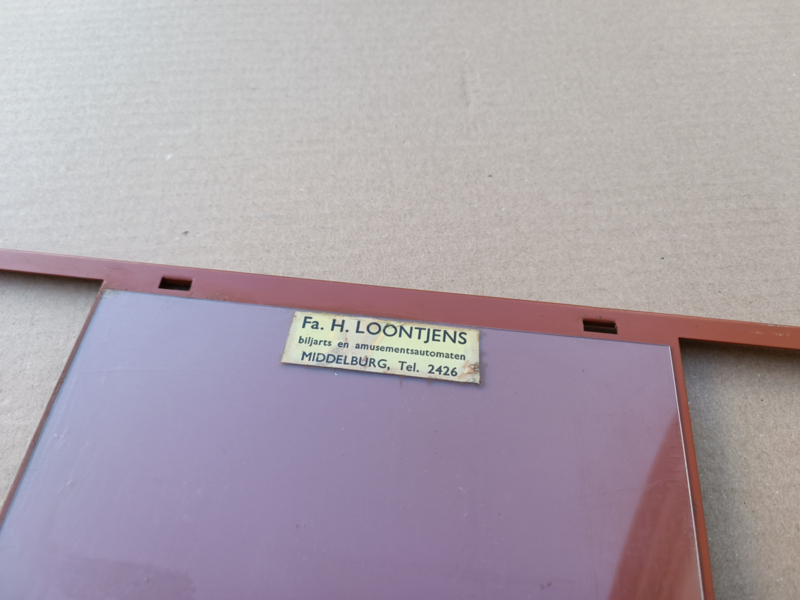 Fa. H. LOONTJENS
biljarts en amusementsautomaten
MIDDELBURG, Tel. 2426